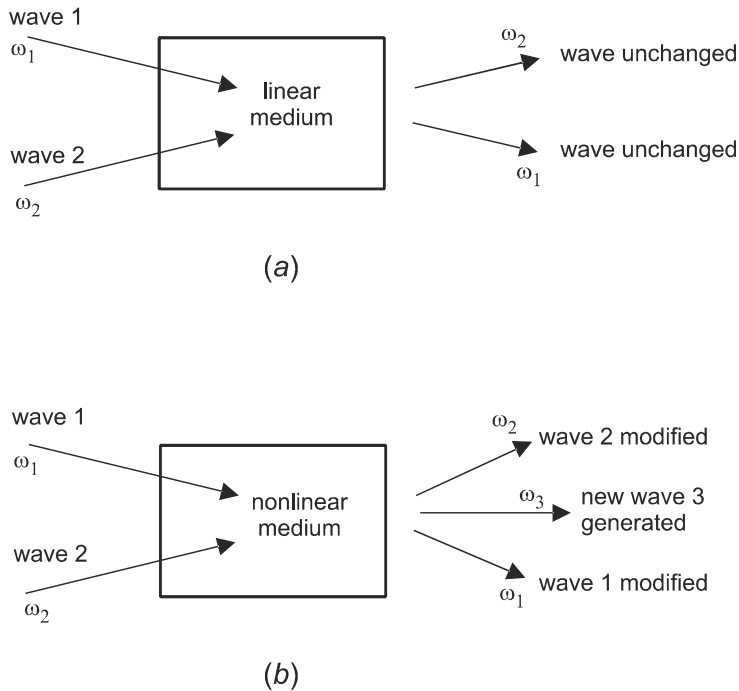 wave 1
ω1
linear
medium
wave 2
ω2
ω2
wave unchanged
wave unchanged
ω1
(a)
wave 1
ω1
nonlinear
medium
wave 2
ω2
ω2
wave 2 modified
ω3
new wave 3
generated
wave 1 modified
ω1
(b)